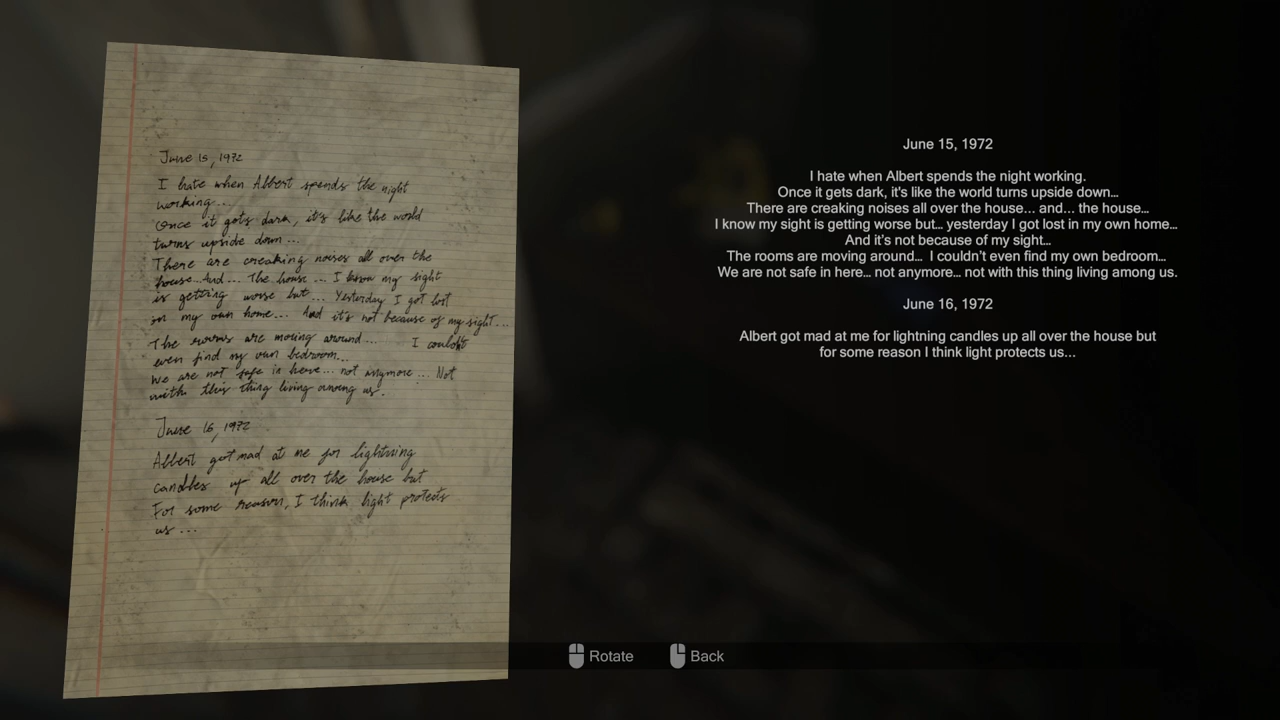 June 15, 1972
I hate when Albert spends the night
working...
Once it gets dark, it's like the world
turns upside down...
There are creaking noises all over the
house...And... The house... I know my sight
is getting worse but... Yesterday I got lost
in my own home... And it's not because of my sight...
The rooms are moving around... I couldn't
even find my own bedroom...
We are not safe in here... not anymore... Not
with this thing living among us.
June 16, 1972
Albert got mad at me for lightning
candles up all over the house but
For some reason, I think light protects
us...
June 15, 1972
I hate when Albert spends the night working.
Once it gets dark, it's like the world turns upside down...
There are creaking noises all over the house... and... the house...
I know my sight is getting worse but... yesterday I got lost in my own home...
And it's not because of my sight...
The rooms are moving around... I couldn't even find my own bedroom...
We are not safe in here... not anymore... not with this thing living among us.
June 16, 1972
Albert got mad at me for lightning candles up all over the house but
for some reason I think light protects us...
Rotate
Back